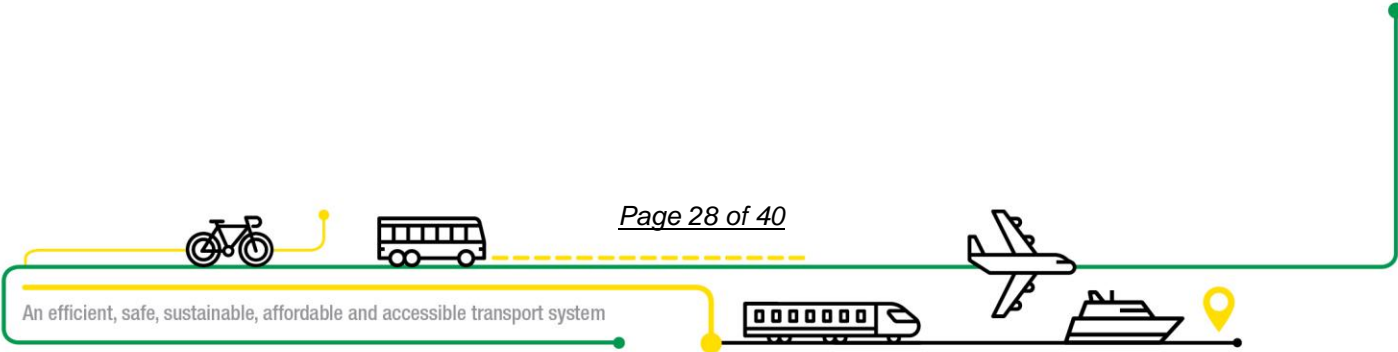 Page 28 of 40
An efficient, safe, sustainable, affordable and accessible transport system